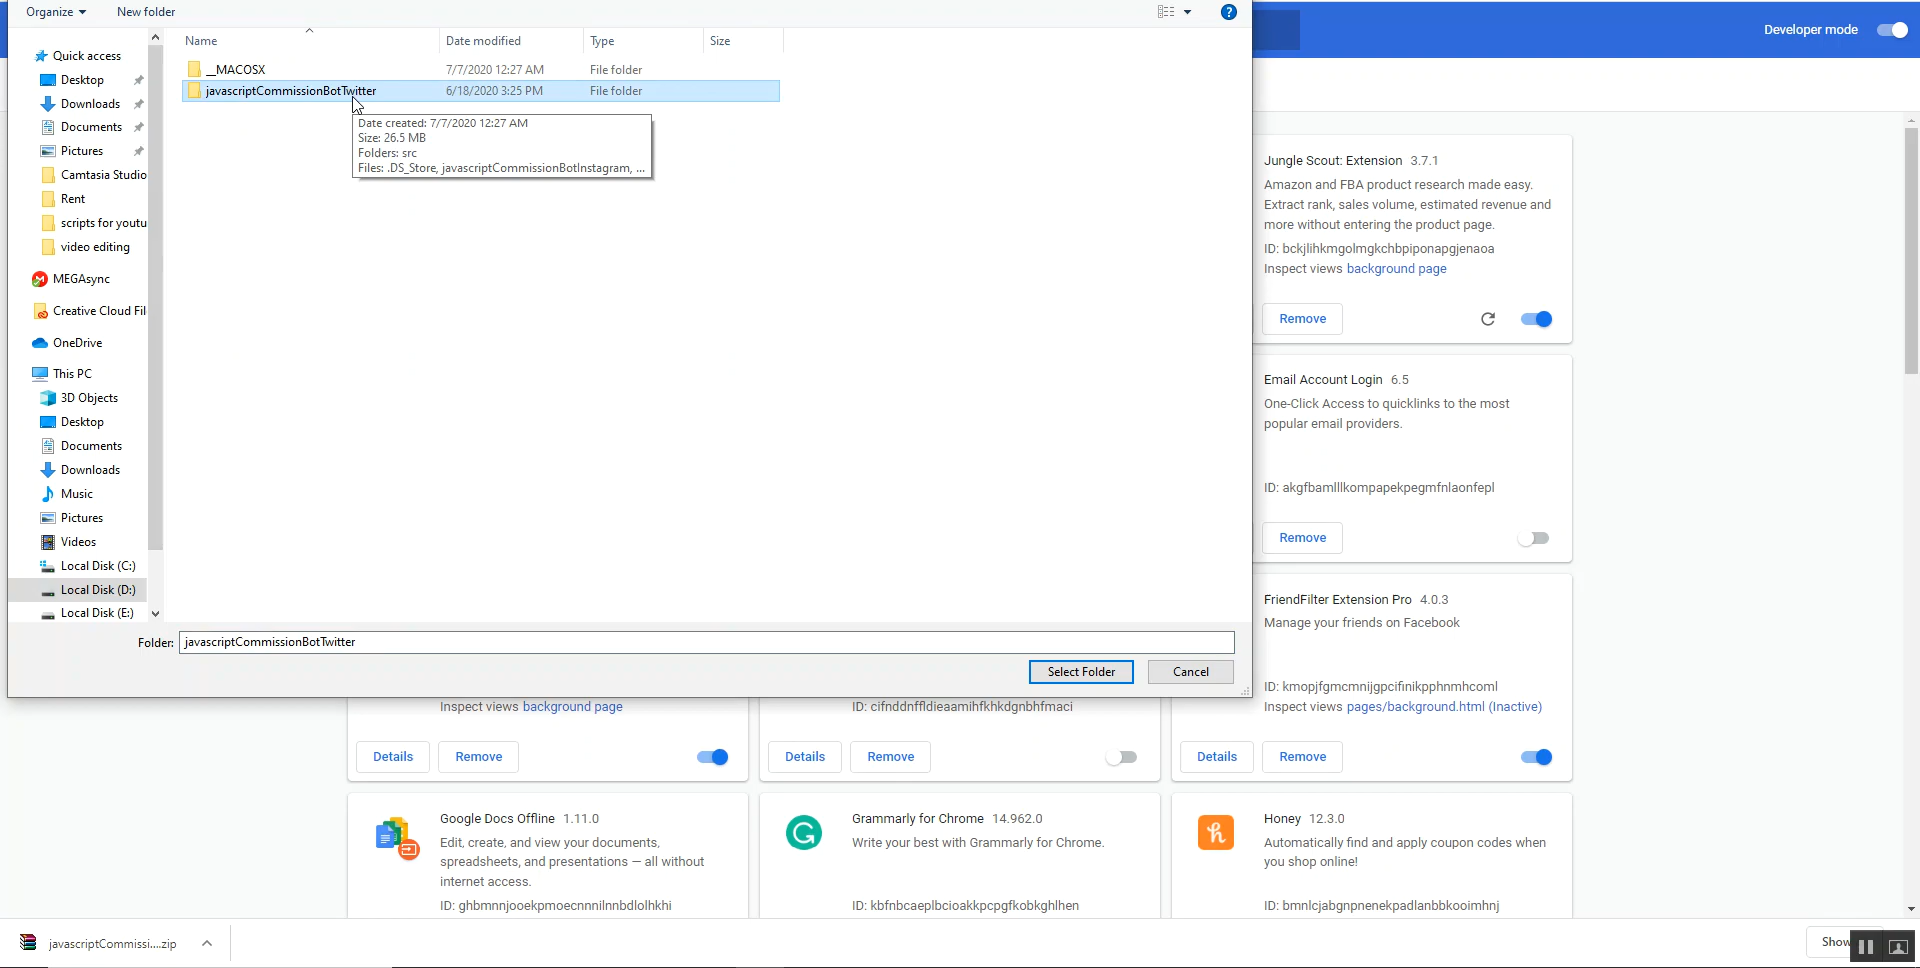 Organize
New folder
Developer mode
Name
Date modified
Type
Size
__MACOSX
7/7/2020 12:27 AM
File folder
javascriptCommissionBotTwitter
6/18/2020 3:25 PM
File folder
Date created: 7/7/2020 12:27 AM
Size: 26.5 MB
Folders: src
Files: .DS_Store, javascriptCommissionBotInstagram, ...
Quick access
Desktop
Downloads
Documents
Pictures
Camtasia Studio
Rent
scripts for youtu
video editing
MEGAsync
Creative Cloud Fil
OneDrive
This PC
3D Objects
Desktop
Documents
Downloads
Music
Pictures
Videos
Local Disk (C:)
Local Disk (D:)
Local Disk (E:)
Folder: javascriptCommissionBotTwitter
Select Folder
Cancel
Jungle Scout: Extension 3.7.1
Amazon and FBA product research made easy.
Extract rank, sales volume, estimated revenue and
more without entering the product page.
ID: bckjlihkmgolmgkchbpiponapgjenaoa
Inspect views background page
Remove
Email Account Login 6.5
One-Click Access to quicklinks to the most
popular email providers.
ID: akgfbamlllkompapekpegmfnlaonfepl
Remove
FriendFilter Extension Pro 4.0.3
Manage your friends on Facebook
ID: kmopjfgmcmnijgpcifinikpphnmhcoml
Inspect views pages/background.html (Inactive)
Details
Remove
Inspect views background page
Details
Remove
ID: cifnddnffldieaamihfkhkdgnbhfmaci
Details
Remove
Google Docs Offline 1.11.0
Edit, create, and view your documents,
spreadsheets, and presentations — all without
internet access.
ID: ghbmnnjooekpmoecnnnilnnbdlolhkhi
Grammarly for Chrome 14.962.0
Write your best with Grammarly for Chrome.
ID: kbfnbcaeplbcioakkpcpgfkobkghlhen
Honey 12.3.0
Automatically find and apply coupon codes when
you shop online!
ID: bmnlcjabgnpnenekpadlanbbkooimhnj
javascriptCommissi....zip
Show